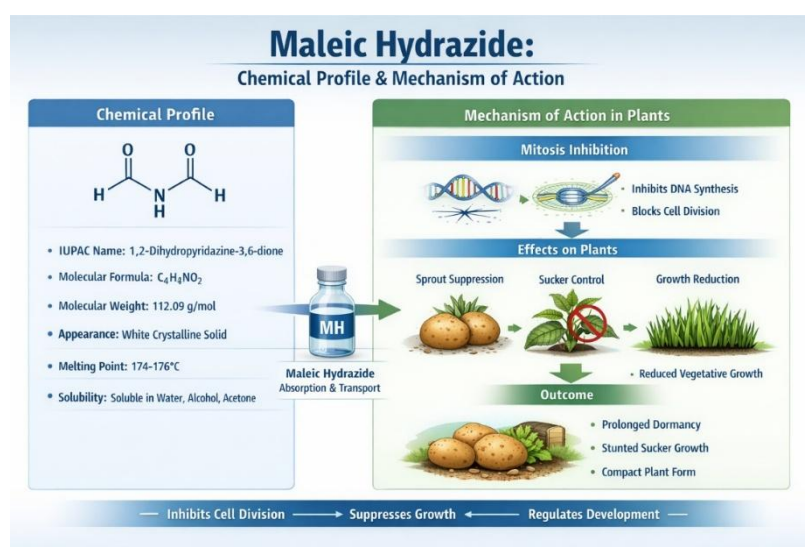 Maleic Hydrazide:
Chemical Profile & Mechanism of Action
Chemical Profile
O O
H N H
H
• IUPAC Name: 1,2-Dihydropyridazine-3,6-dione
• Molecular Formula: C₄H₄NO₂
• Molecular Weight: 112.09 g/mol
• Appearance: White Crystalline Solid
• Melting Point: 174-176°C
• Solubility: Soluble in Water, Alcohol, Acetone
MH
Maleic Hydrazide
Absorption & Transport
Mechanism of Action in Plants
Mitosis Inhibition
• Inhibits DNA Synthesis
• Blocks Cell Division
Effects on Plants
Sprout Suppression Sucker Control Growth Reduction
• Reduced Vegetative Growth
Outcome
• Prolonged Dormancy
• Stunted Sucker Growth
• Compact Plant Form
Inhibits Cell Division Suppresses Growth Regulates Development